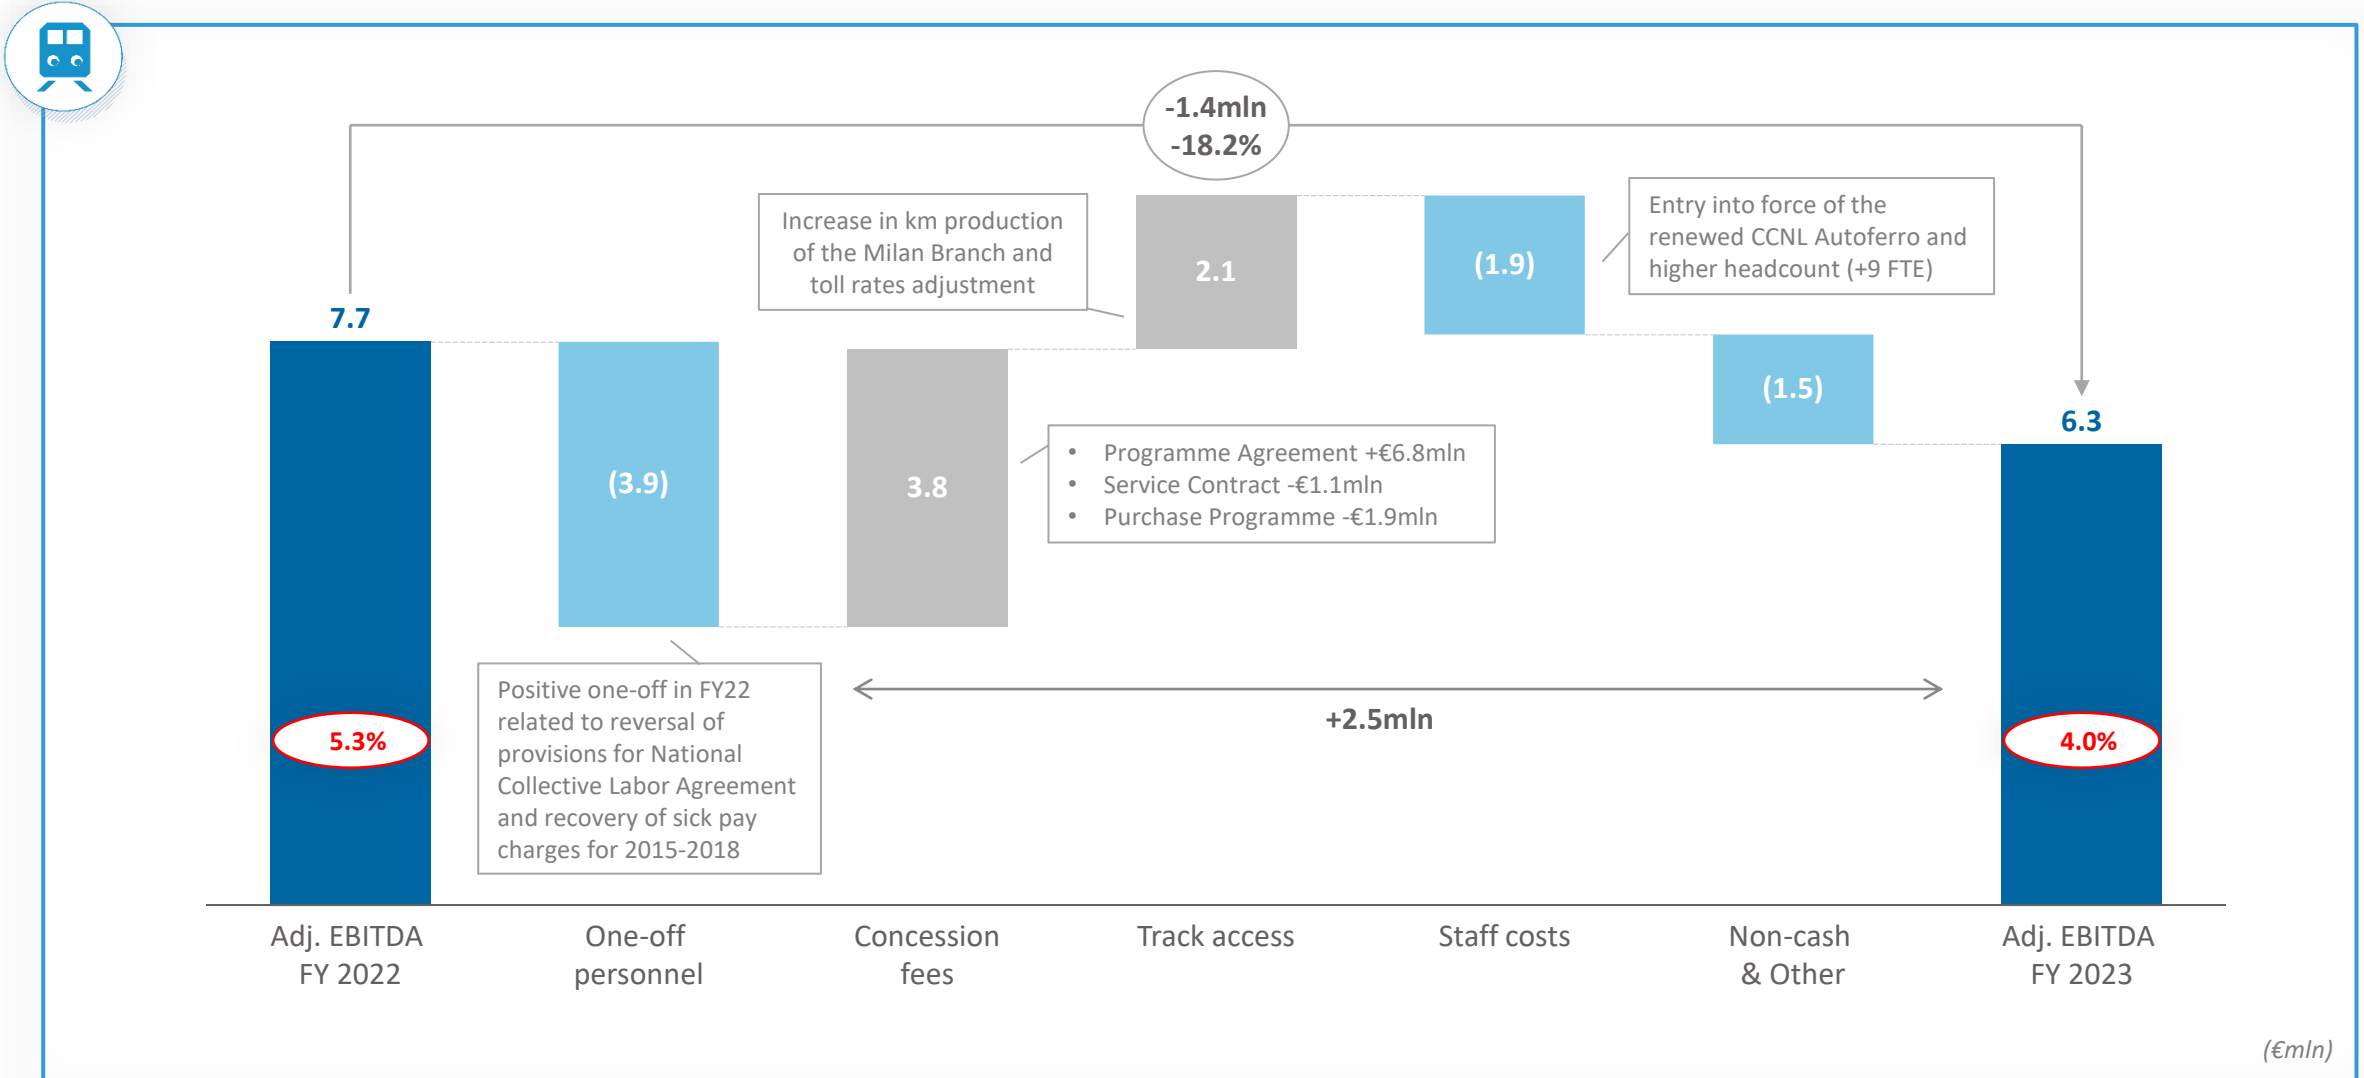 -1.4mln
-18.2%
Increase in km production
of the Milan Branch and
toll rates adjustment
Entry into force of the
renewed CCNL Autoferro and
higher headcount (+9 FTE)
7.7
2.1
(1.9)
(1.5)
6.3
(3.9)
3.8
• Programme Agreement +€6.8mln
• Service Contract -€1.1mln
• Purchase Programme -€1.9mln
Positive one-off in FY22
related to reversal of
provisions for National
Collective Labor Agreement
and recovery of sick pay
charges for 2015-2018
+2.5mln
5.3%
4.0%
Adj. EBITDA
FY 2022
One-off
personnel
Concession
fees
Track access
Staff costs
Non-cash
& Other
Adj. EBITDA
FY 2023
(€mln)